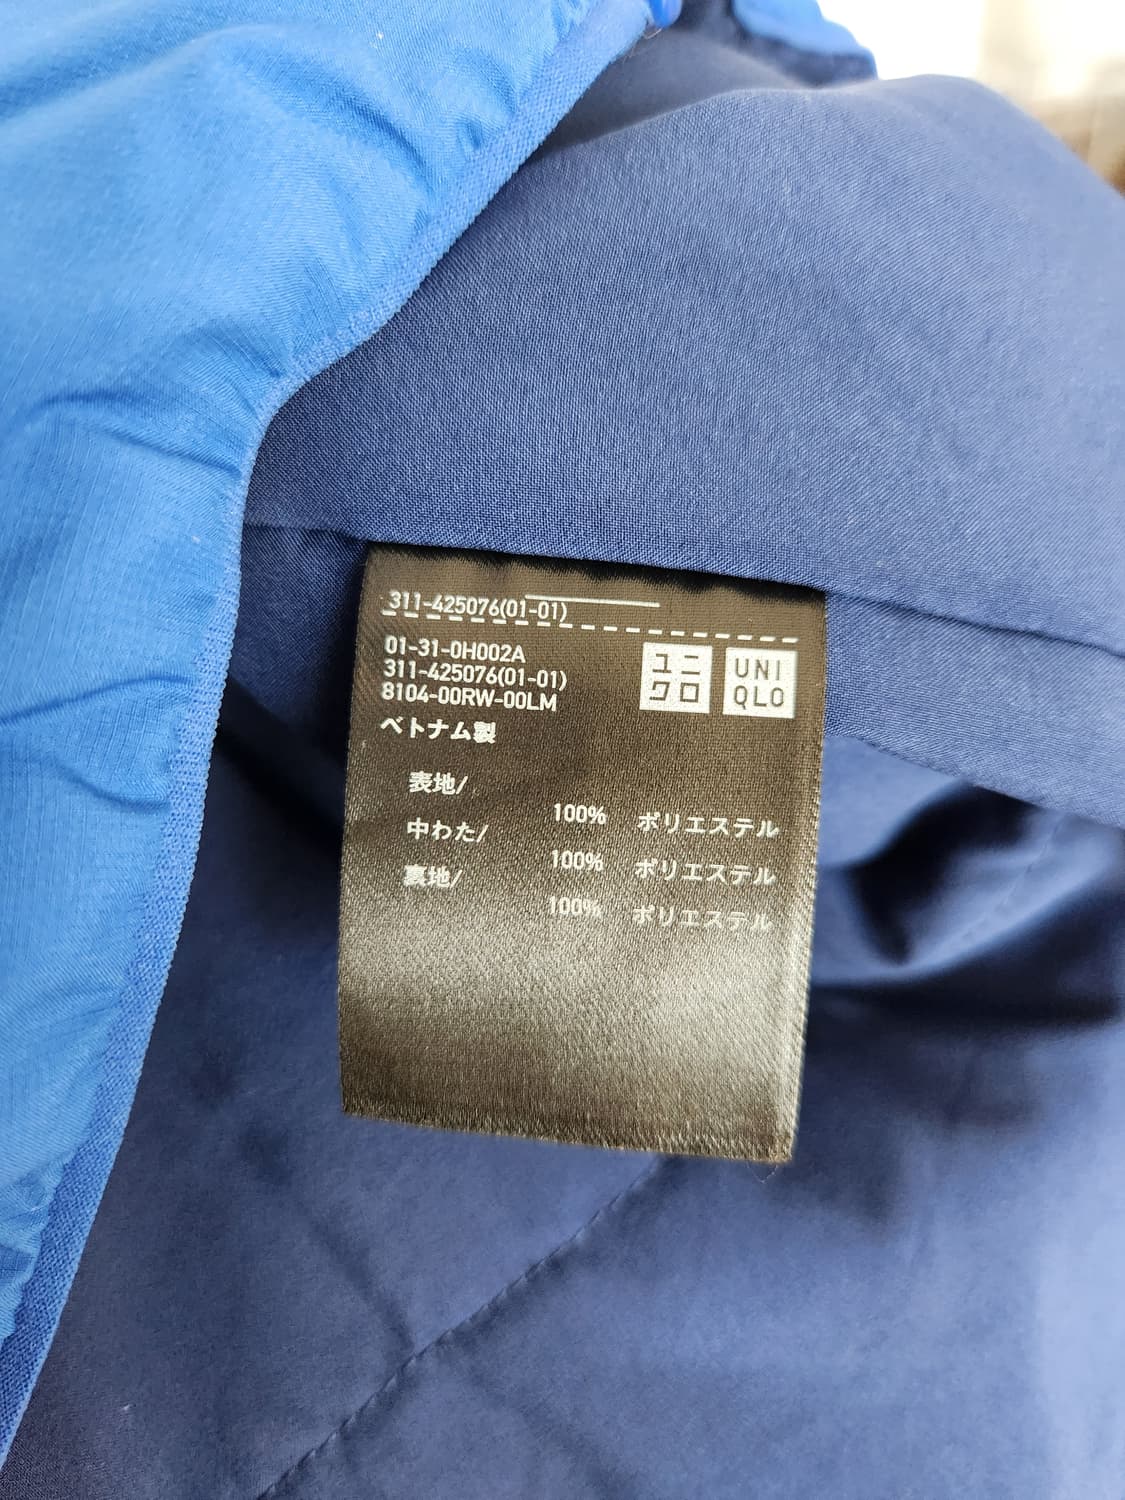 311-425076(01-01)
01-31-0H002A
311-425076(01-01)
8104-00RW-00LM
ベトナム製
ユニクロ
UNIQLO
表地/
100% ポリエステル
中わた/
100% ポリエステル
裏地/
100% ポリエステル